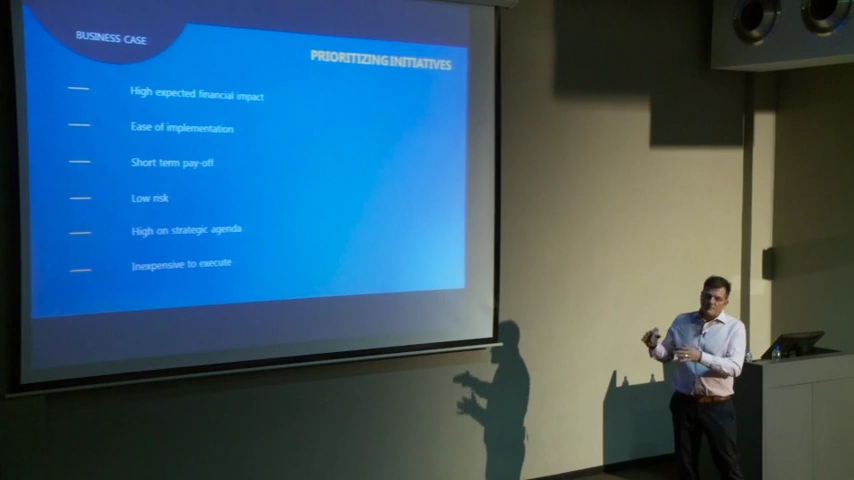 BUSINESS CASE
PRIORITIZING INITIATIVES
High expected financial impact
Ease of implementation
Short term pay-off
Low risk
High on strategic agenda
Inexpensive to execute